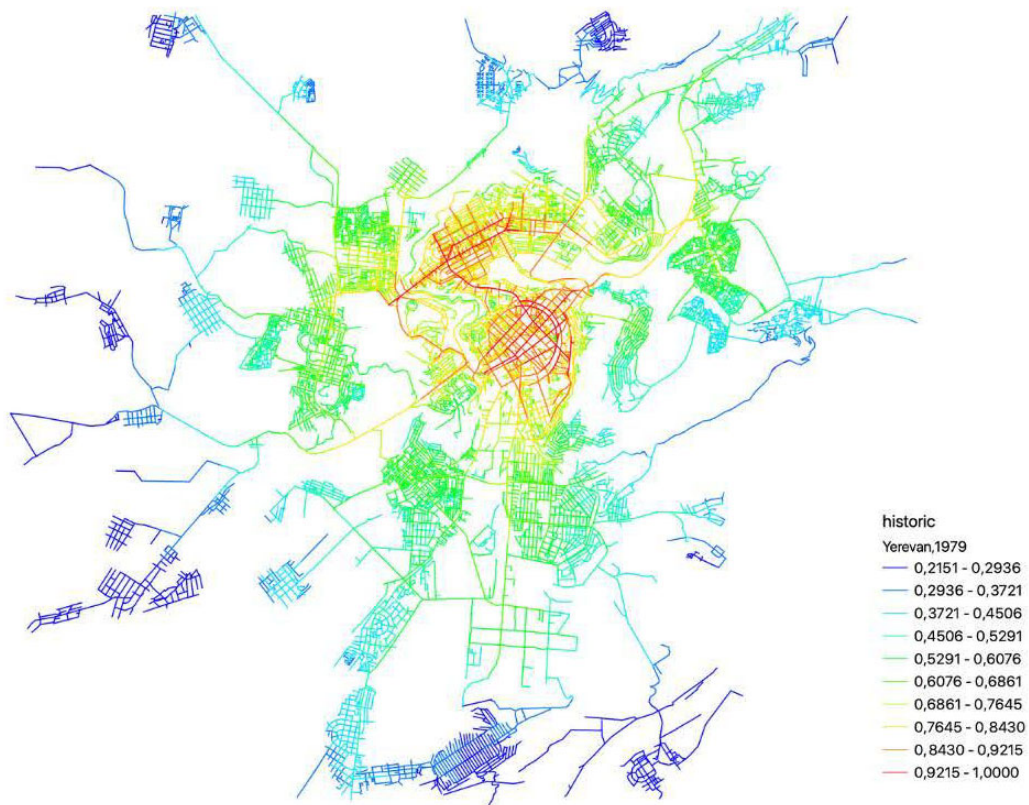 historic
Yerevan,1979
0,2151 - 0,2936
0,2936 - 0,3721
0,3721 - 0,4506
0,4506 - 0,5291
0,5291 - 0,6076
0,6076 - 0,6861
0,6861 - 0,7645
0,7645 - 0,8430
0,8430 - 0,9215
0,9215 - 1,0000